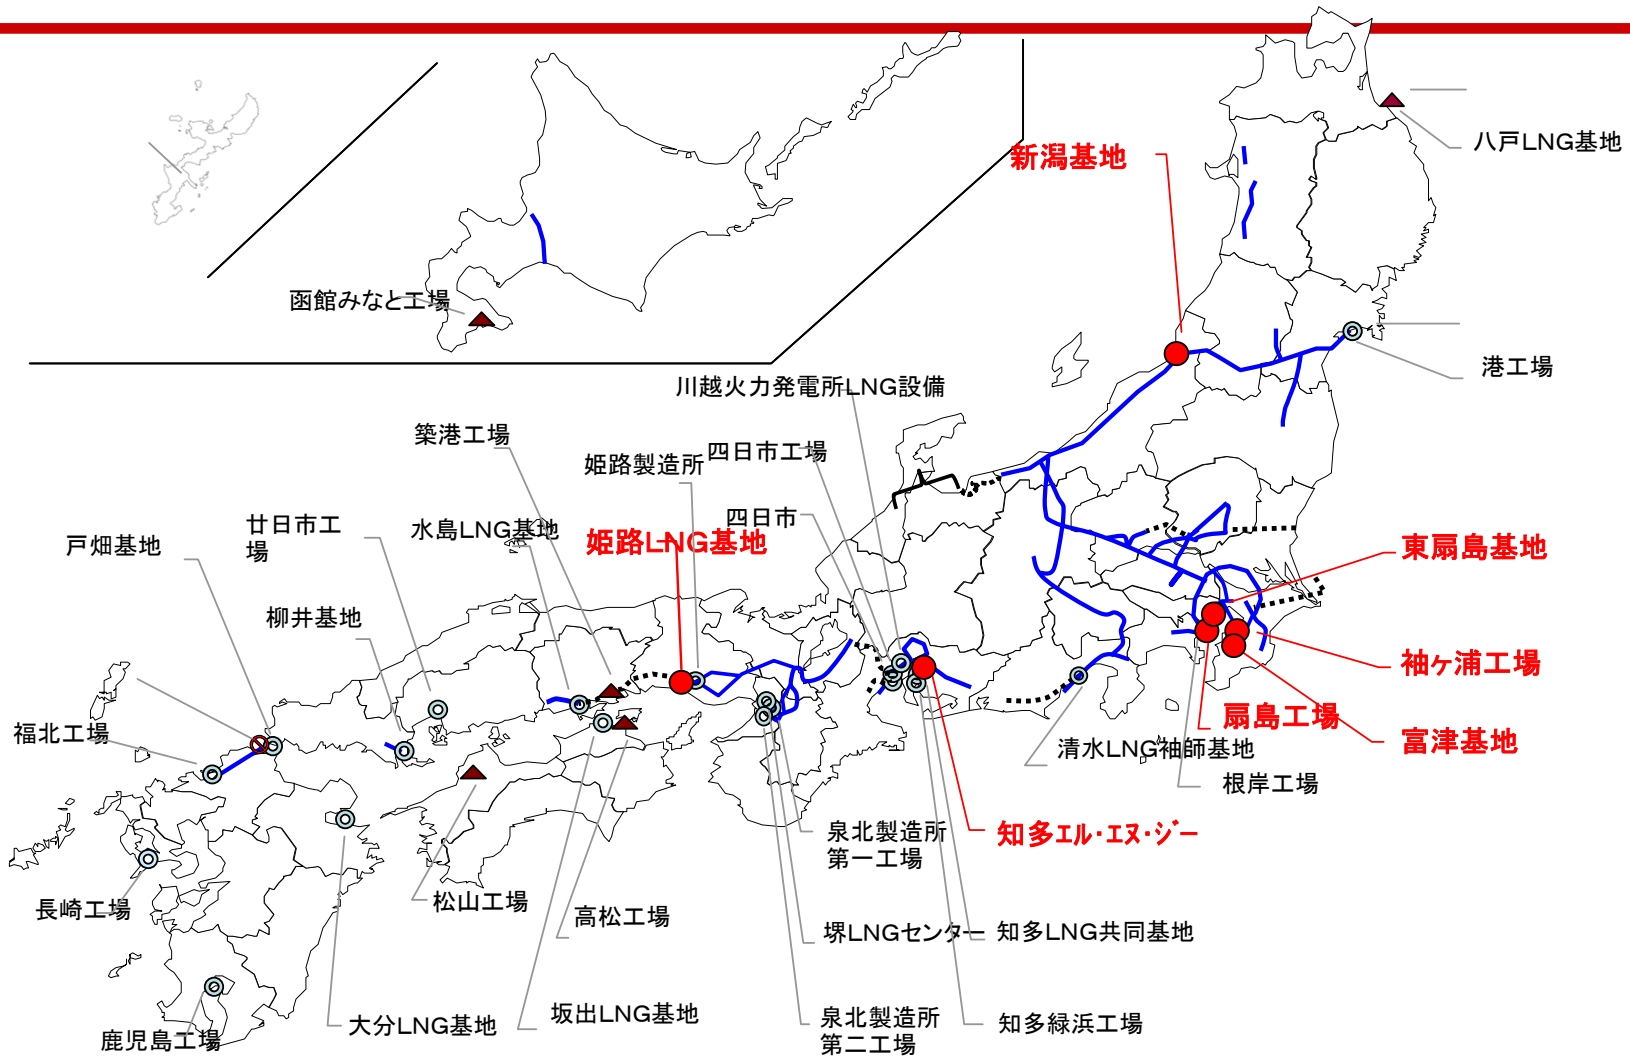 八戸LNG基地
新潟基地
函館みなと工場
港工場
川越火力発電所LNG設備
築港工場
四日市工場
姫路製造所
四日市
廿日市工
場
水島LNG基地
姫路LNG基地
戸畑基地
東扇島基地
柳井基地
袖ヶ浦工場
扇島工場
福北工場
清水LNG袖師基地
富津基地
根岸工場
知多エル・エヌ・ジー
泉北製造所
第一工場
長崎工場
松山工場
高松工場
堺LNGセンター
知多LNG共同基地
坂出LNG基地
大分LNG基地
泉北製造所
第二工場
知多緑浜工場
鹿児島工場